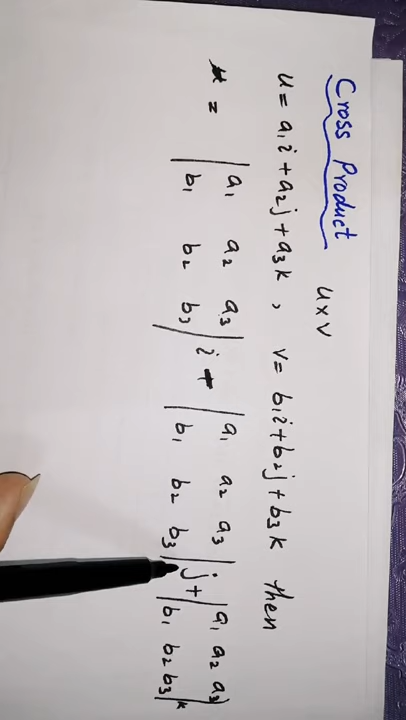 Cross Product
u×v
u = a₁i + a₂j + a₃k , v = b₁i + b₂j + b₃k then
= | a₁ a₂ a₃ | i + | a₁ a₂ a₃ | j + | a₁ a₂ a₃ |
| b₁ b₂ b₃ | | b₁ b₂ b₃ | | b₁ b₂ b₃ | k